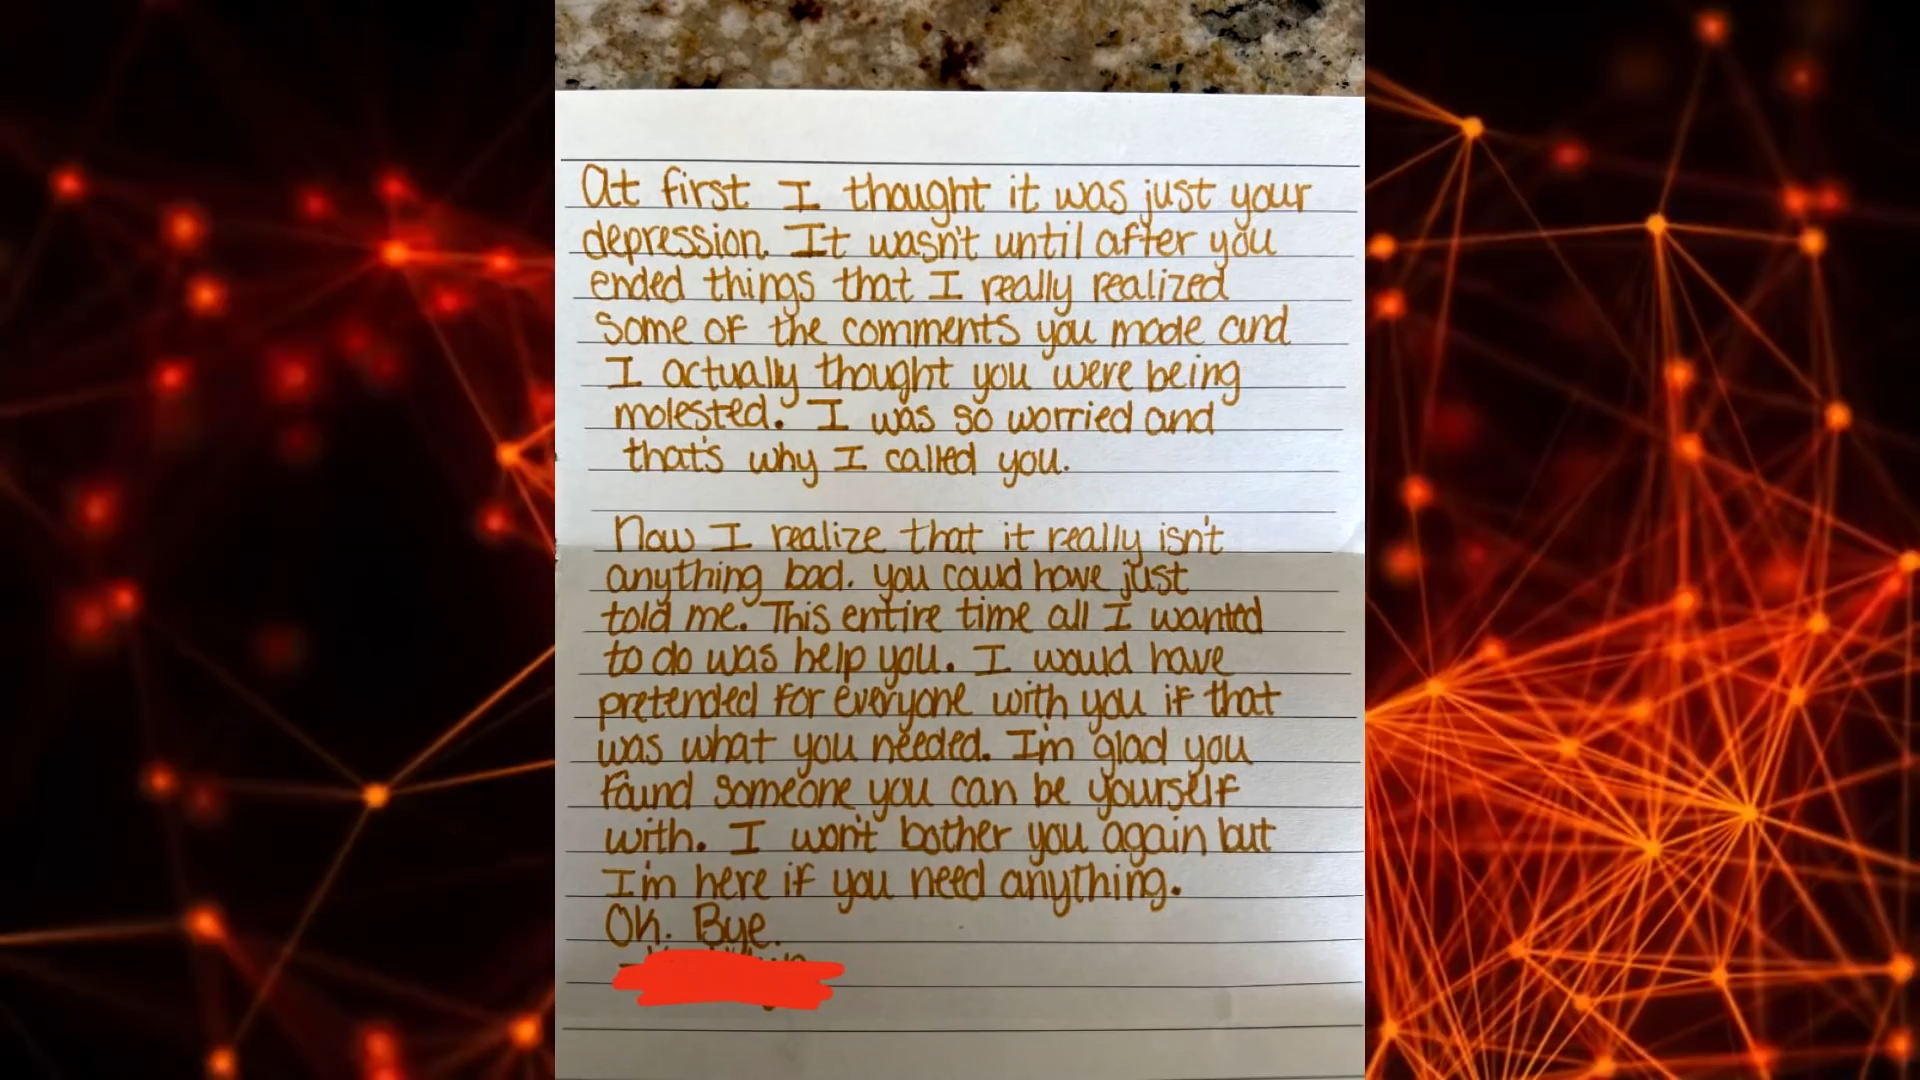 At first I thought it was just your
depression. It wasn't until after you
ended things that I really realized
some of the comments you made and
I actually thought you were being
molested. I was so worried and
that's why I called you.
Now I realize that it really isn't
anything bad. you could have just
told me. This entire time all I wanted
to do was help you. I would have
pretended for everyone with you if that
was what you needed. I'm glad you
found someone you can be yourself
with. I won't bother you again but
I'm here if you need anything.
Ok. Bye.